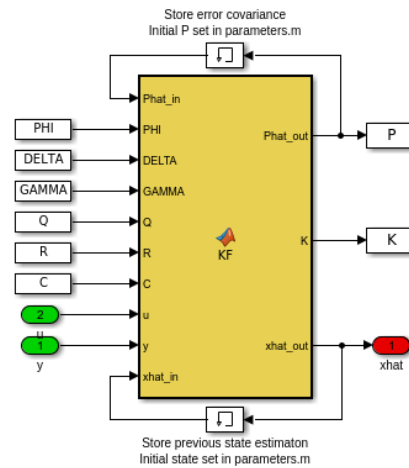 Store error covariance
Initial P set in parameters.m
Phat_in
PHI
PHI
Phat_out
P
DELTA
DELTA
GAMMA
GAMMA
Q
Q
K
K
R
R
KF
C
C
2
u
u
1
y
y
xhat_out
1
xhat
xhat_in
Store previous state estimaton
Initial state set in parameters.m